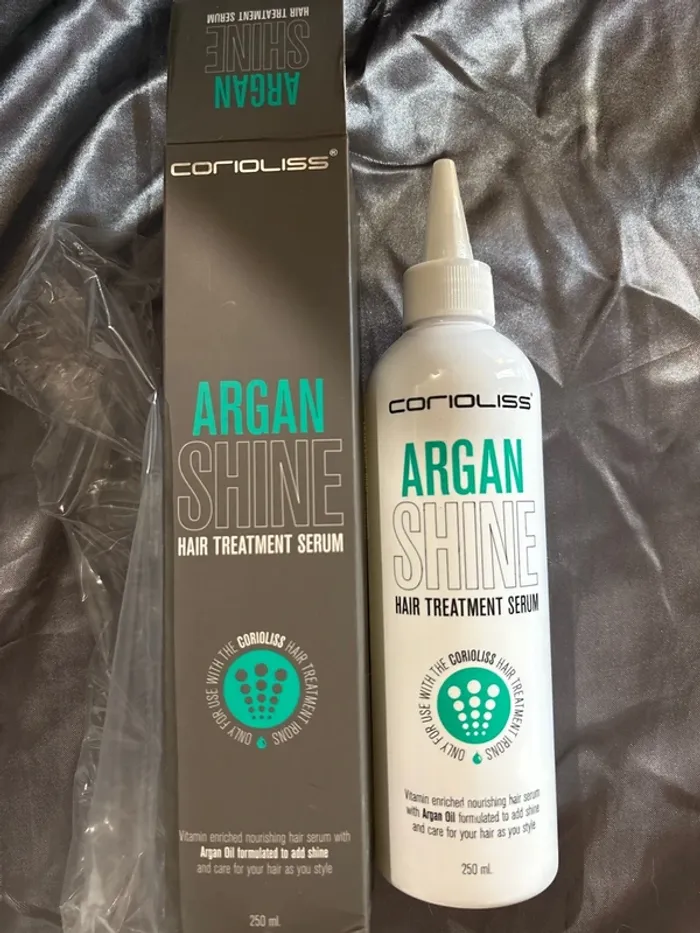 ARGAN
SHINE
HAIR TREATMENT SERUM
CORIOLISS®
ARGAN
SHINE
HAIR TREATMENT SERUM
ONLY FOR USE WITH THE CORIOLISS HAIR TREATMENT IRONS
Vitamin enriched nourishing hair serum with
Argan Oil formulated to add shine
and care for your hair as you style
250 ml.
CORIOLISS®
ARGAN
SHINE
HAIR TREATMENT SERUM
ONLY FOR USE WITH THE CORIOLISS HAIR TREATMENT IRONS
Vitamin enriched nourishing hair serum
with Argan Oil formulated to add shine
and care for your hair as you style
250 ml.